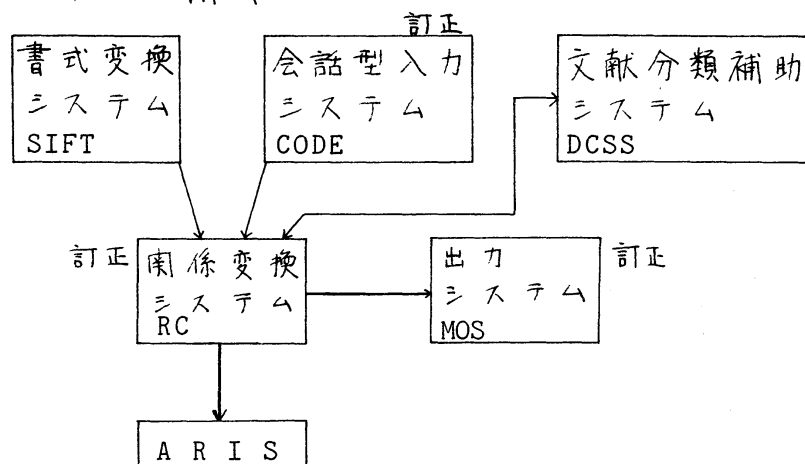 訂正
書式変換
システム
SIFT
会話型入力
システム
CODE
文献分類補助
システム
DCSS
訂正
関係変換
システム
RC
出力
システム
MOS
訂正
ARIS